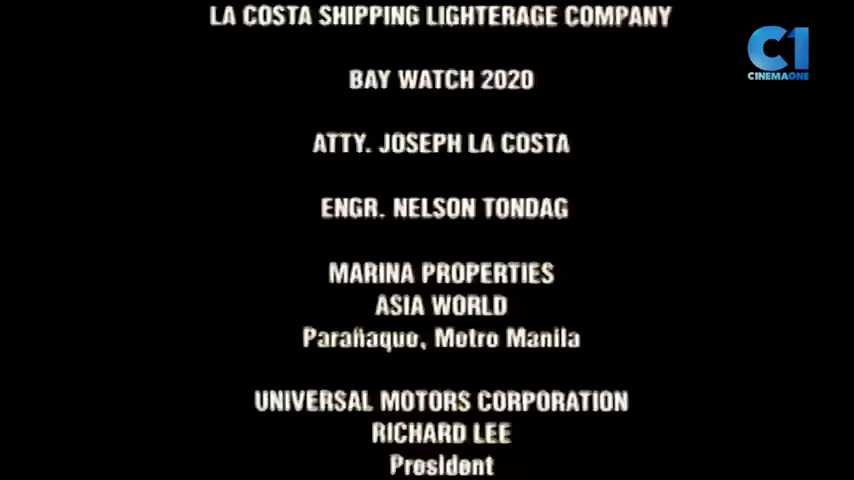 LA COSTA SHIPPING LIGHTERAGE COMPANY
C1
CINEMAONE
BAY WATCH 2020
ATTY. JOSEPH LA COSTA
ENGR. NELSON TONDAG
MARINA PROPERTIES
ASIA WORLD
Parañaque, Metro Manila
UNIVERSAL MOTORS CORPORATION
RICHARD LEE
President